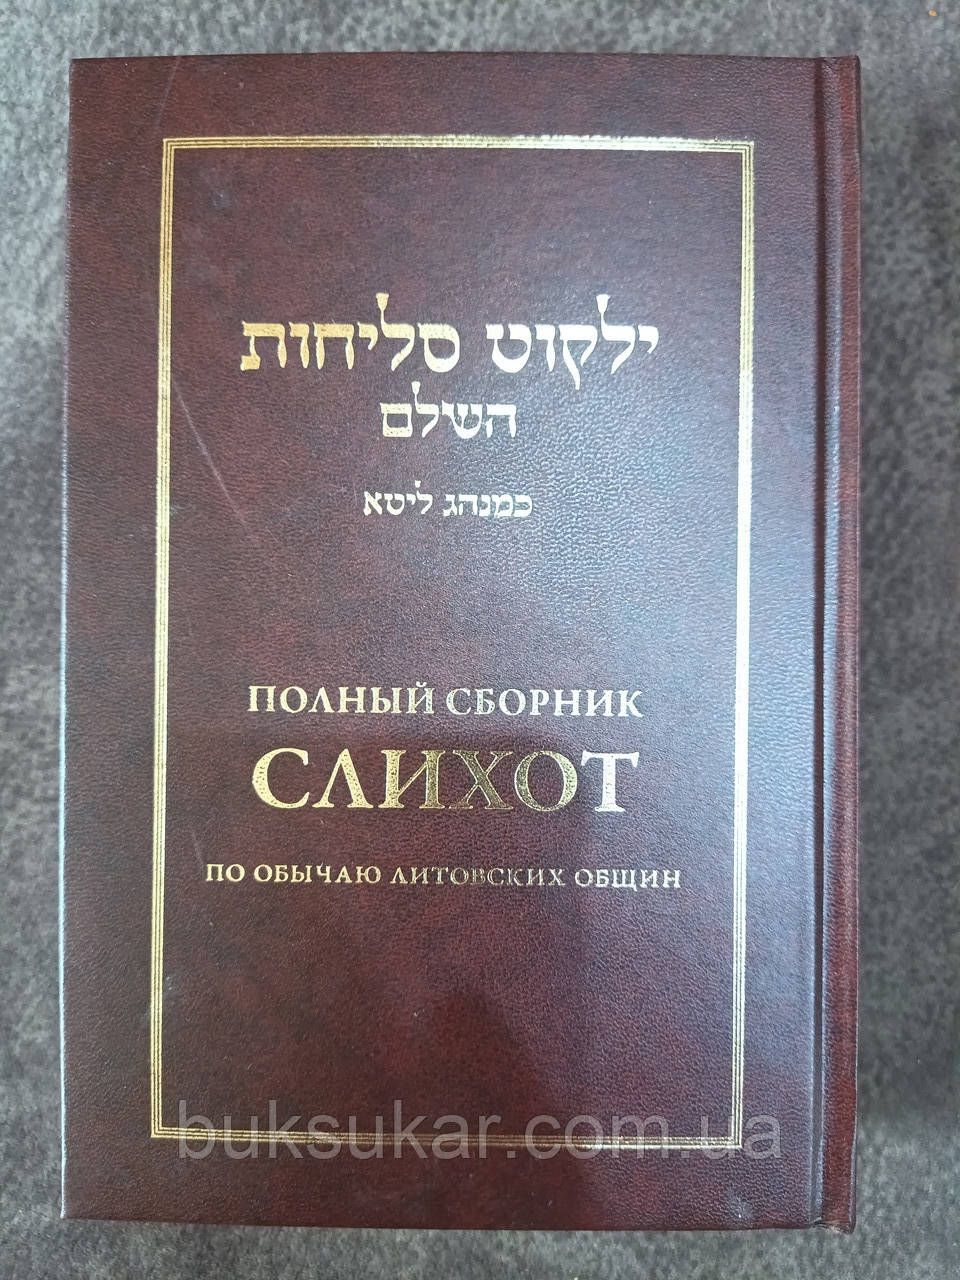 ילקוט סליחות
השלם
כמנהג ליטא
ПОЛНЫЙ СБОРНИК
СЛИХОТ
ПО ОБЫЧАЮ ЛИТОВСКИХ ОБЩИН
buksukar.com.ua